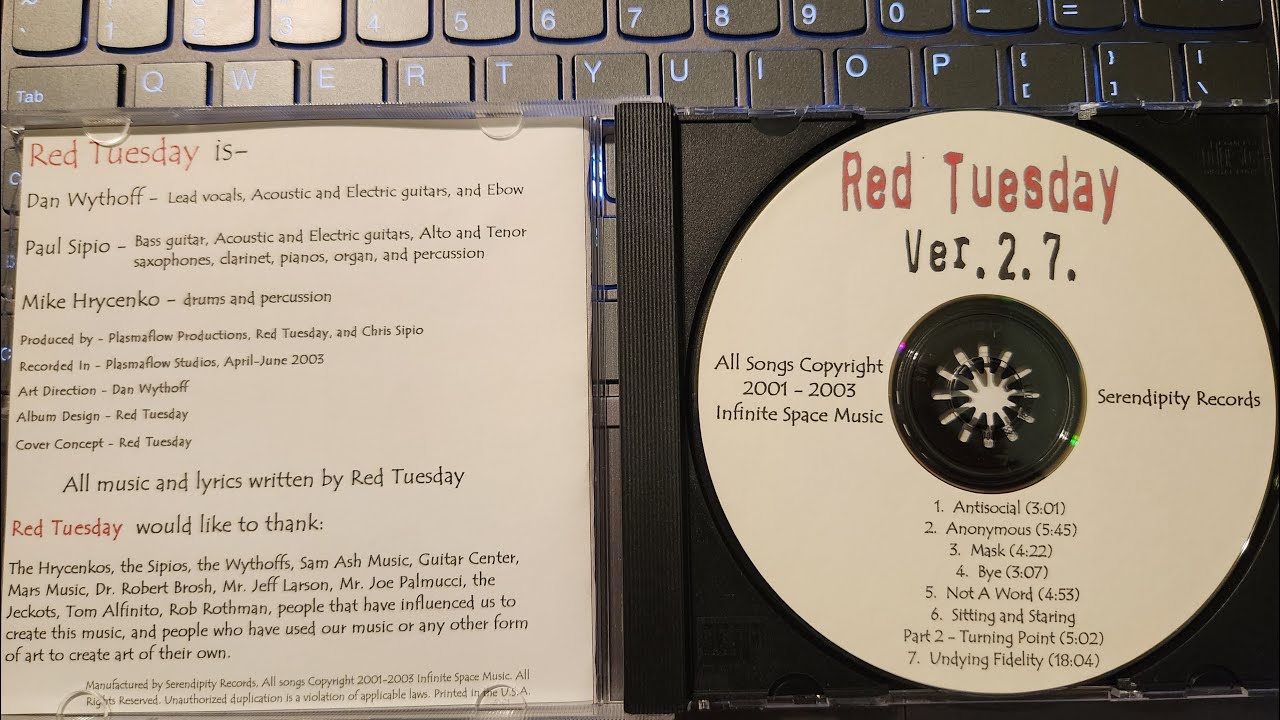 ~ ! @ # $ % ^ & * ( ) _ +
` 1 2 3 4 5 6 7 8 9 0 - =
Tab Q W E R T Y U I O P { [ } ] | \
Red Tuesday is-
Dan Wythoff - Lead vocals, Acoustic and Electric guitars, and Ebow
Paul Sipio - Bass guitar, Acoustic and Electric guitars, Alto and Tenor
saxophones, clarinet, pianos, organ, and percussion
Mike Hrycenko - drums and percussion
Produced by - Plasmaflow Productions, Red Tuesday, and Chris Sipio
Recorded In - Plasmaflow Studios, April-June 2003
Art Direction - Dan Wythoff
Album Design - Red Tuesday
Cover Concept - Red Tuesday
All music and lyrics written by Red Tuesday
Red Tuesday would like to thank:
The Hrycenkos, the Sipios, the Wythoffs, Sam Ash Music, Guitar Center,
Mars Music, Dr. Robert Brosh, Mr. Jeff Larson, Mr. Joe Palmucci, the
Jeckots, Tom Alfinito, Rob Rothman, people that have influenced us to
create this music, and people who have used our music or any other form
of art to create art of their own.
Manufactured by Serendipity Records, All songs Copyright 2001-2003 Infinite Space Music. All
Rights Reserved. Unauthorized duplication is a violation of applicable laws. Printed in the U.S.A.
Red Tuesday
Ver.2.7.
All Songs Copyright
2001 - 2003
Infinite Space Music
Serendipity Records
1. Antisocial (3:01)
2. Anonymous (5:45)
3. Mask (4:22)
4. Bye (3:07)
5. Not A Word (4:53)
6. Sitting and Staring
Part 2 - Turning Point (5:02)
7. Undying Fidelity (18:04)